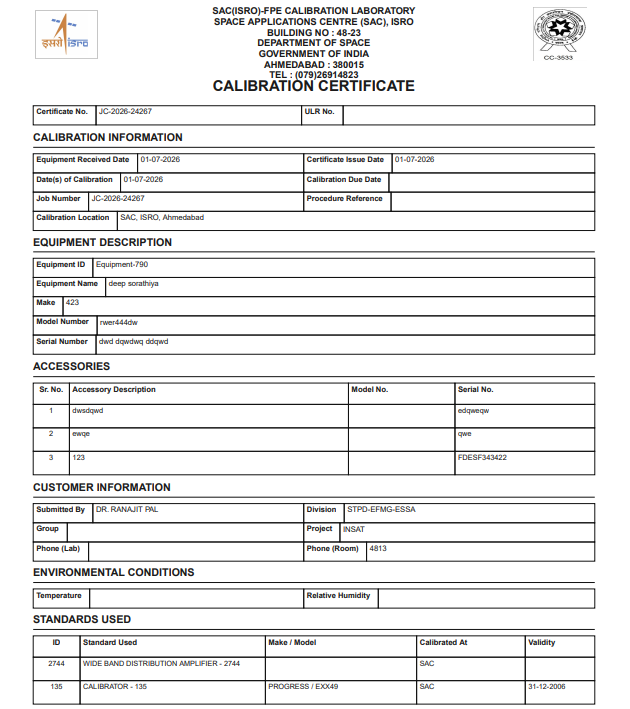 SAC(ISRO)-FPE CALIBRATION LABORATORY
SPACE APPLICATIONS CENTRE (SAC), ISRO
BUILDING NO : 48-23
DEPARTMENT OF SPACE
GOVERNMENT OF INDIA
AHMEDABAD : 380015
TEL : (079)26914823
इसरो isro
CC-3533
CALIBRATION CERTIFICATE
Certificate No. JC-2026-24267 ULR No.
CALIBRATION INFORMATION
Equipment Received Date 01-07-2026 Certificate Issue Date 01-07-2026
Date(s) of Calibration 01-07-2026 Calibration Due Date
Job Number JC-2026-24267 Procedure Reference
Calibration Location SAC, ISRO, Ahmedabad
EQUIPMENT DESCRIPTION
Equipment ID Equipment-790
Equipment Name deep sorathiya
Make 423
Model Number rwer444dw
Serial Number dwd dqwdwq ddqwd
ACCESSORIES
Sr. No. Accessory Description Model No. Serial No.
1 dwsdqwd edqweqw
2 ewqe qwe
3 123 FDESF343422
CUSTOMER INFORMATION
Submitted By DR. RANAJIT PAL Division STPD-EFMG-ESSA
Group Project INSAT
Phone (Lab) Phone (Room) 4813
ENVIRONMENTAL CONDITIONS
Temperature Relative Humidity
STANDARDS USED
ID Standard Used Make / Model Calibrated At Validity
2744 WIDE BAND DISTRIBUTION AMPLIFIER - 2744 SAC
135 CALIBRATOR - 135 PROGRESS / EXX49 SAC 31-12-2006